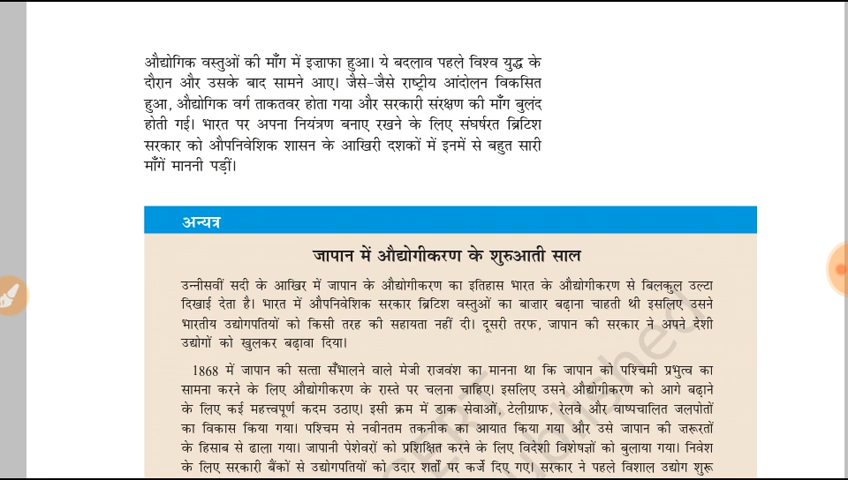 औद्योगिक वस्तुओं की माँग में इज़ाफा हुआ। ये बदलाव पहले विश्व युद्ध के
दौरान और उसके बाद सामने आए। जैसे-जैसे राष्ट्रीय आंदोलन विकसित
हुआ, औद्योगिक वर्ग ताकतवर होता गया और सरकारी संरक्षण की माँग बुलंद
होती गई। भारत पर अपना नियंत्रण बनाए रखने के लिए संघर्षरत ब्रिटिश
सरकार को औपनिवेशिक शासन के आखिरी दशकों में इनमें से बहुत सारी
माँगें माननी पड़ीं।
अन्यत्र
जापान में औद्योगीकरण के शुरुआती साल
उन्नीसवीं सदी के आखिर में जापान के औद्योगीकरण का इतिहास भारत के औद्योगीकरण से बिलकुल उल्टा
दिखाई देता है। भारत में औपनिवेशिक सरकार ब्रिटिश वस्तुओं का बाज़ार बढ़ाना चाहती थी इसलिए उसने
भारतीय उद्योगपतियों को किसी तरह की सहायता नहीं दी। दूसरी तरफ, जापान की सरकार ने अपने देशी
उद्योगों को खुलकर बढ़ावा दिया।
1868 में जापान की सत्ता सँभालने वाले मेजी राजवंश का मानना था कि जापान को पश्चिमी प्रभुत्व का
सामना करने के लिए औद्योगीकरण के रास्ते पर चलना चाहिए। इसलिए उसने औद्योगीकरण को आगे बढ़ाने
के लिए कई महत्त्वपूर्ण कदम उठाए। इसी क्रम में डाक सेवाओं, टेलीग्राफ, रेलवे और वाष्पचालित जलपोतों
का विकास किया गया। पश्चिम से नवीनतम तकनीक का आयात किया गया और उसे जापान की ज़रूरतों
के हिसाब से ढाला गया। जापानी पेशेवरों को प्रशिक्षित करने के लिए विदेशी विशेषज्ञों को बुलाया गया। निवेश
के लिए सरकारी बैंकों से उद्योगपतियों को उदार शर्तों पर कर्जे दिए गए। सरकार ने पहले विशाल उद्योग शुरू